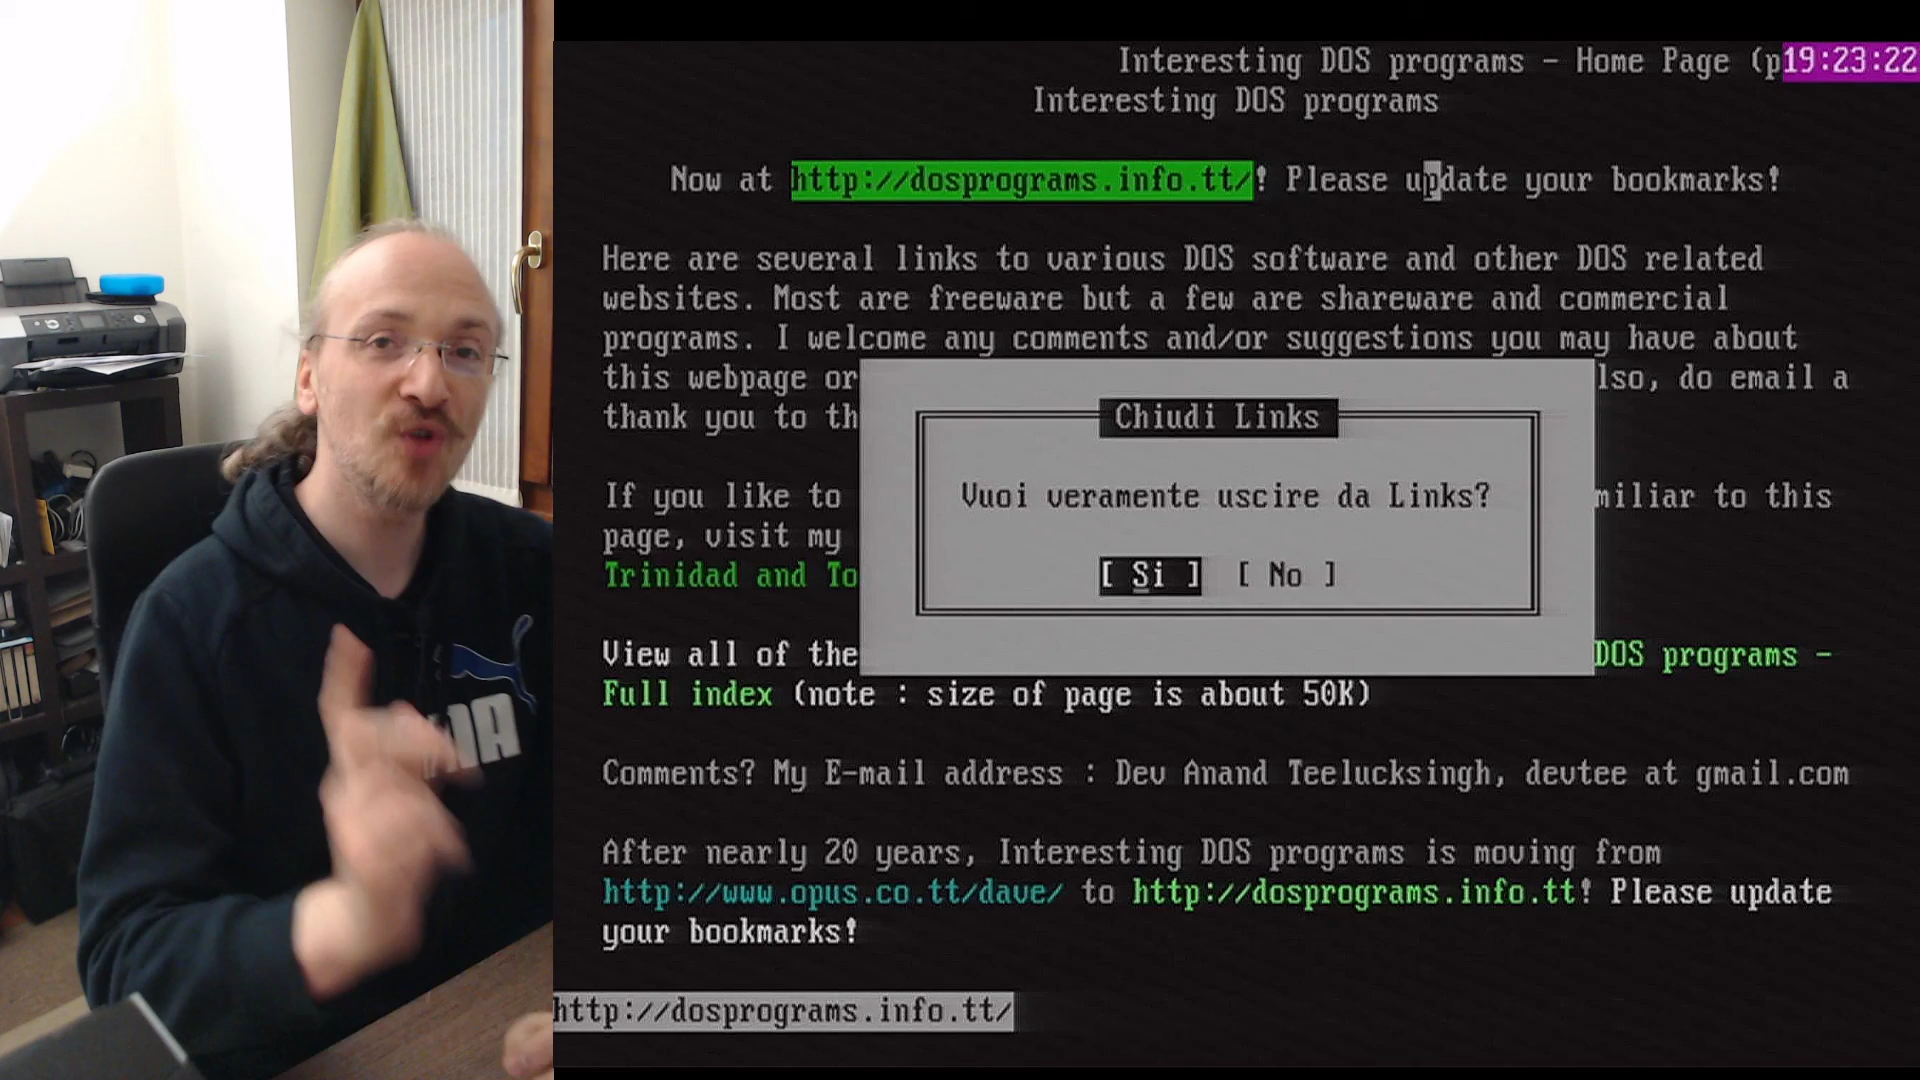 Interesting DOS programs - Home Page (p19:23:22
Interesting DOS programs
Now at http://dosprograms.info.tt/! Please update your bookmarks!
Here are several links to various DOS software and other DOS related
websites. Most are freeware but a few are shareware and commercial
programs. I welcome any comments and/or suggestions you may have about
this webpage or lso, do email a
thank you to th
Chiudi Links
Vuoi veramente uscire da Links?
[ Si ] [ No ]
If you like to miliar to this
page, visit my
Trinidad and To
View all of the DOS programs -
Full index (note : size of page is about 50K)
Comments? My E-mail address : Dev Anand Teelucksingh, devtee at gmail.com
After nearly 20 years, Interesting DOS programs is moving from
http://www.opus.co.tt/dave/ to http://dosprograms.info.tt! Please update
your bookmarks!
http://dosprograms.info.tt/